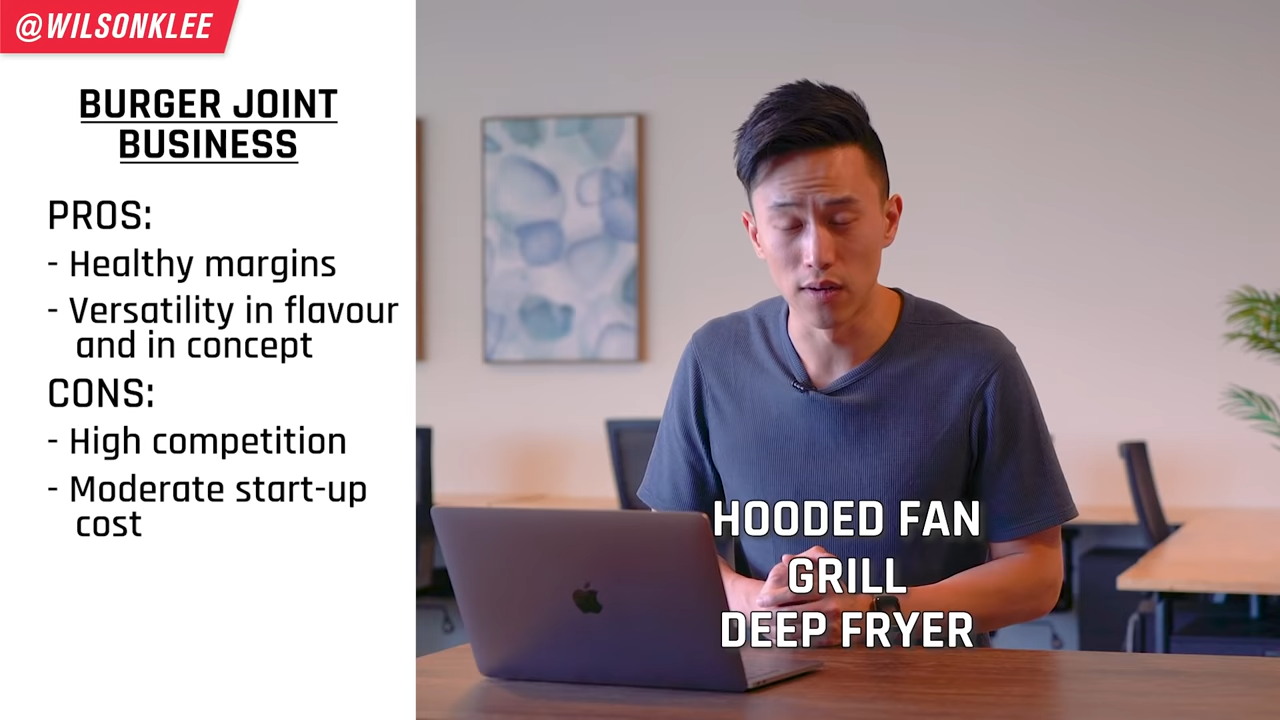 @WILSONKLEE
BURGER JOINT
BUSINESS
PROS:
- Healthy margins
- Versatility in flavour
and in concept
CONS:
- High competition
- Moderate start-up
cost
HOODED FAN
GRILL
DEEP FRYER